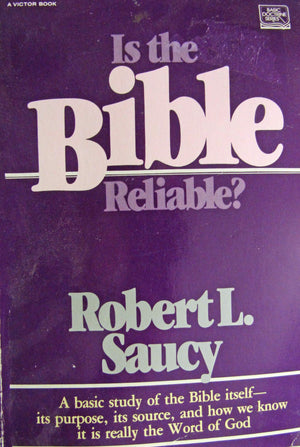 A VICTOR BOOK
BASIC
DOCTRINE
SERIES
Is the
Bible
Reliable?
Robert L.
Saucy
A basic study of the Bible itself—
its purpose, its source, and how we know
it is really the Word of God